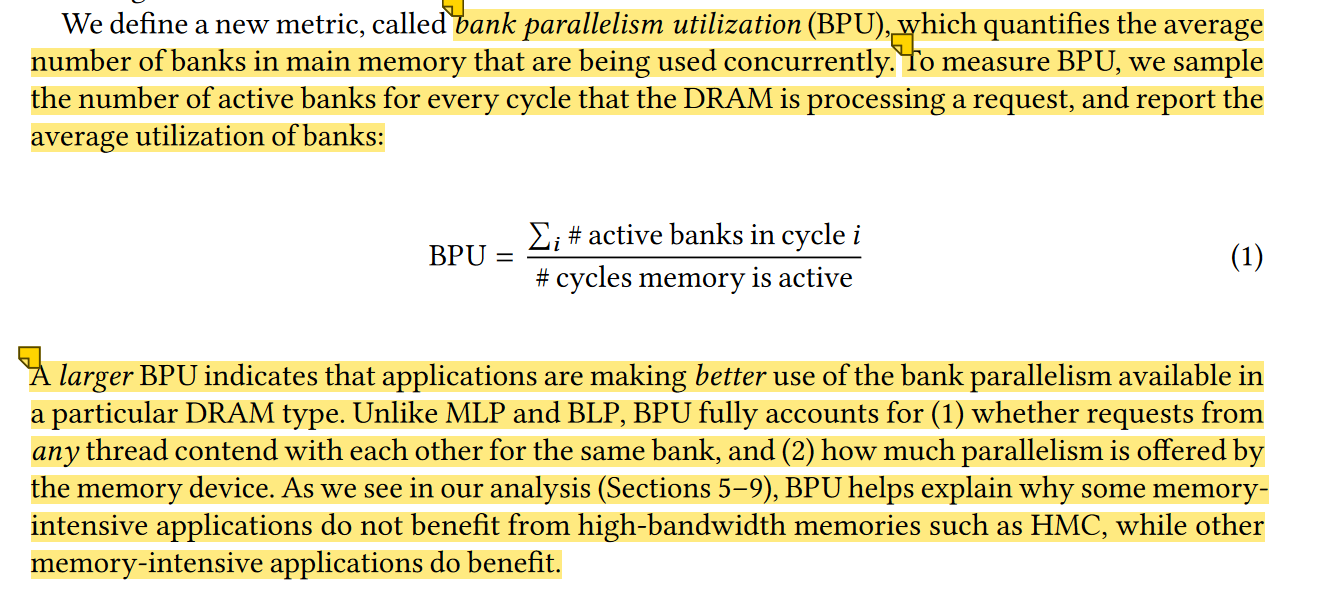 We define a new metric, called bank parallelism utilization (BPU), which quantifies the average
number of banks in main memory that are being used concurrently. To measure BPU, we sample
the number of active banks for every cycle that the DRAM is processing a request, and report the
average utilization of banks:
BPU = ∑i # active banks in cycle i / # cycles memory is active (1)
A larger BPU indicates that applications are making better use of the bank parallelism available in
a particular DRAM type. Unlike MLP and BLP, BPU fully accounts for (1) whether requests from
any thread contend with each other for the same bank, and (2) how much parallelism is offered by
the memory device. As we see in our analysis (Sections 5–9), BPU helps explain why some memory-
intensive applications do not benefit from high-bandwidth memories such as HMC, while other
memory-intensive applications do benefit.